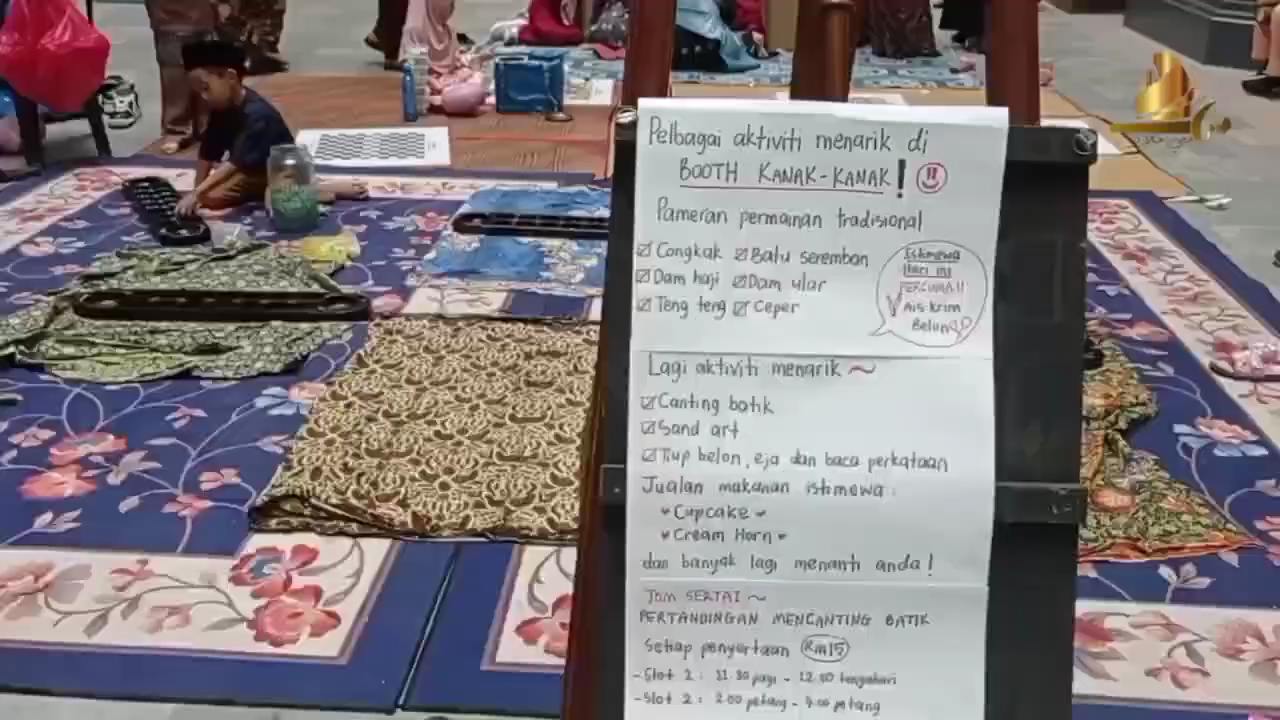 Pelbagai aktiviti menarik di
BOOTH KANAK-KANAK!
Pameran permainan tradisional
☑ Congkak ☑ Batu seremban
☑ Dam haji ☑ Dam ular
☑ Teng teng ☑ Ceper
Istimewa
Hari ini
PERCUMA!!
Ais krim
Belon
Lagi aktiviti menarik ~
☑ Canting batik
☑ Sand art
☑ Tiup belon, eja dan baca perkataan
Jualan makanan istimewa:
Cupcake
Cream Horn
dan banyak lagi menanti anda!
Jom SERTAI ~
PERTANDINGAN MENCANTING BATIK
Setiap penyertaan RM15
- Slot 2: 11.30 pagi - 12.30 tengahari
- Slot 2: 2.00 petang - 4.00 petang